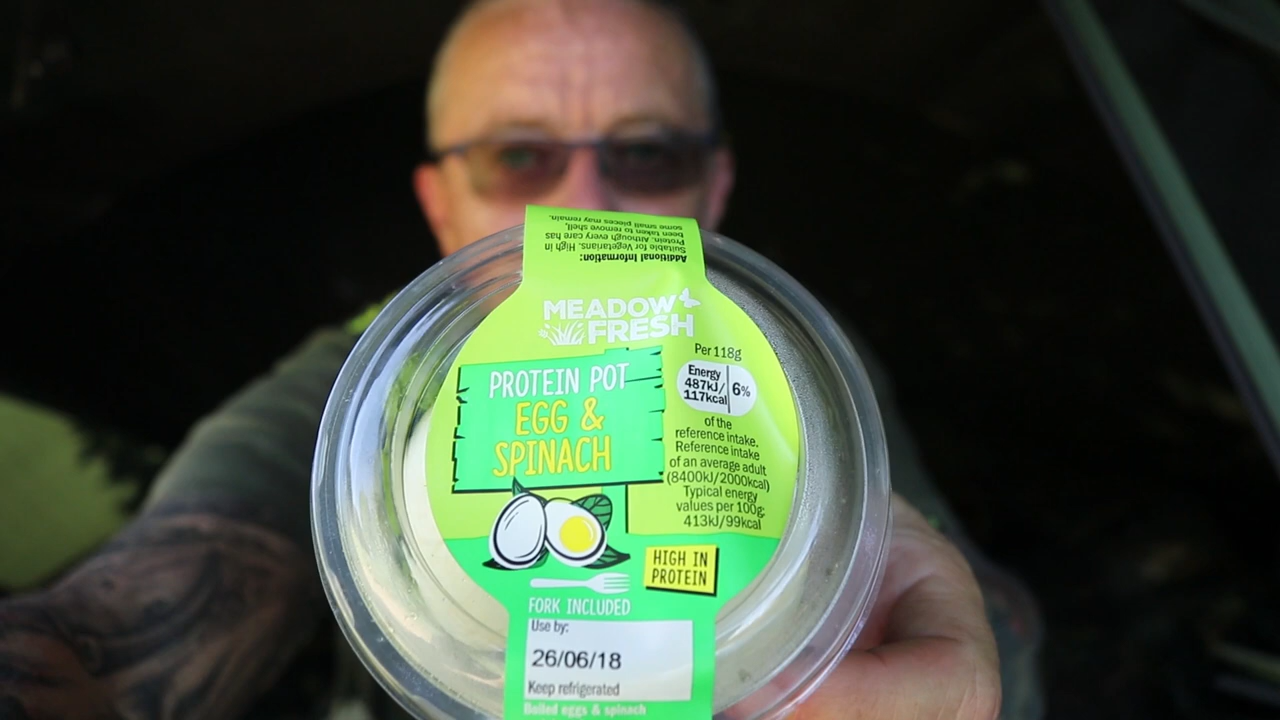 Additional Information:
Suitable for Vegetarians. High in
Protein. Although every care has
been taken to remove shell,
some small pieces may remain.
MEADOW
FRESH
PROTEIN POT
EGG &
SPINACH
Per 118g
Energy
487kJ/
117kcal
6%
of the
reference intake.
Reference intake
of an average adult
(8400kJ/2000kcal)
Typical energy
values per 100g:
413kJ/99kcal
HIGH IN
PROTEIN
FORK INCLUDED
Use by:
26/06/18
Keep refrigerated
Boiled eggs & spinach